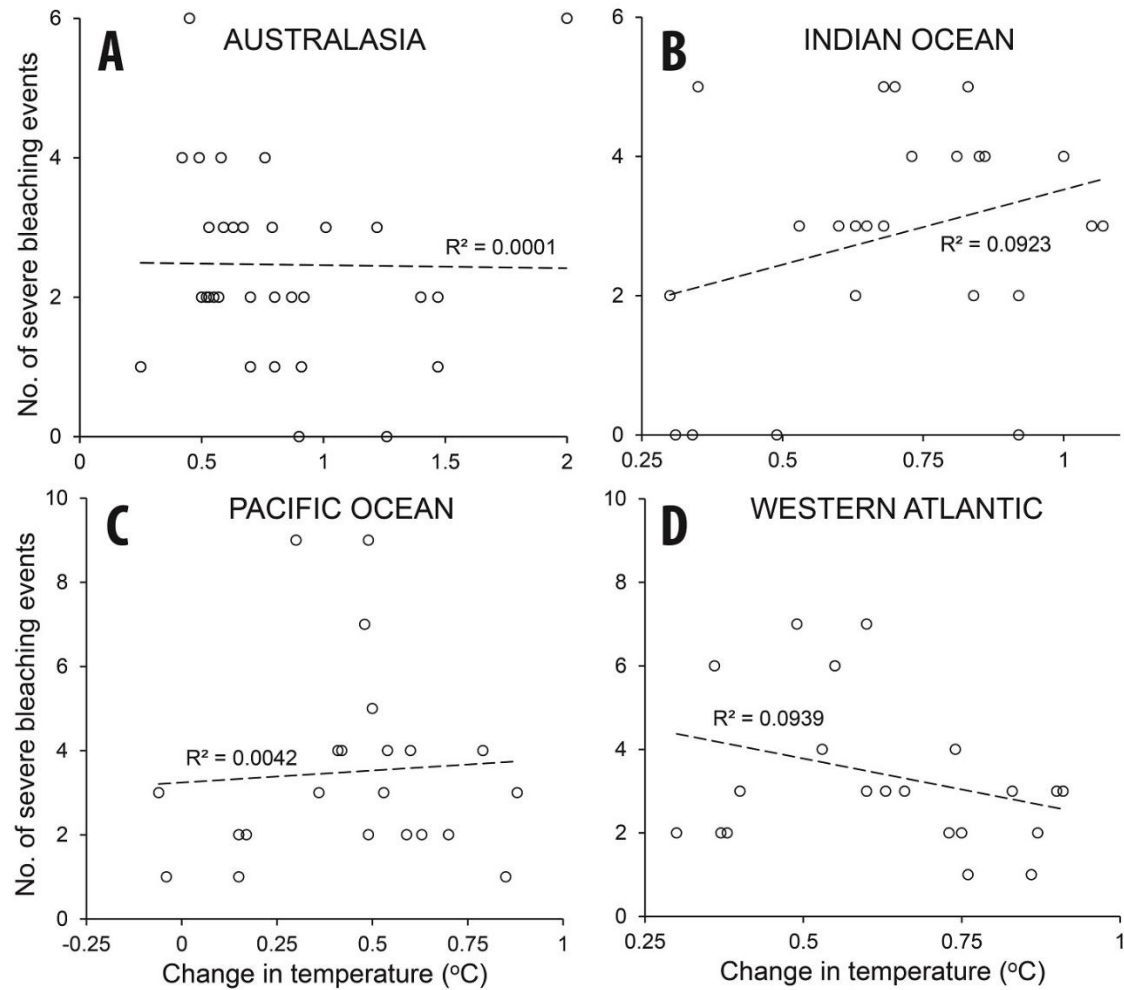 A AUSTRALASIA
No. of severe bleaching events
6
4
2
0
R² = 0.0001
0 0.5 1 1.5 2
B INDIAN OCEAN
6
4
2
0
R² = 0.0923
0.25 0.5 0.75 1
C PACIFIC OCEAN
No. of severe bleaching events
10
8
6
4
2
0
R² = 0.0042
-0.25 0 0.5 0.75 1
Change in temperature (ºC)
D WESTERN ATLANTIC
10
8
6
4
2
0
R² = 0.0939
0.25 0.5 0.75 1
Change in temperature (ºC)